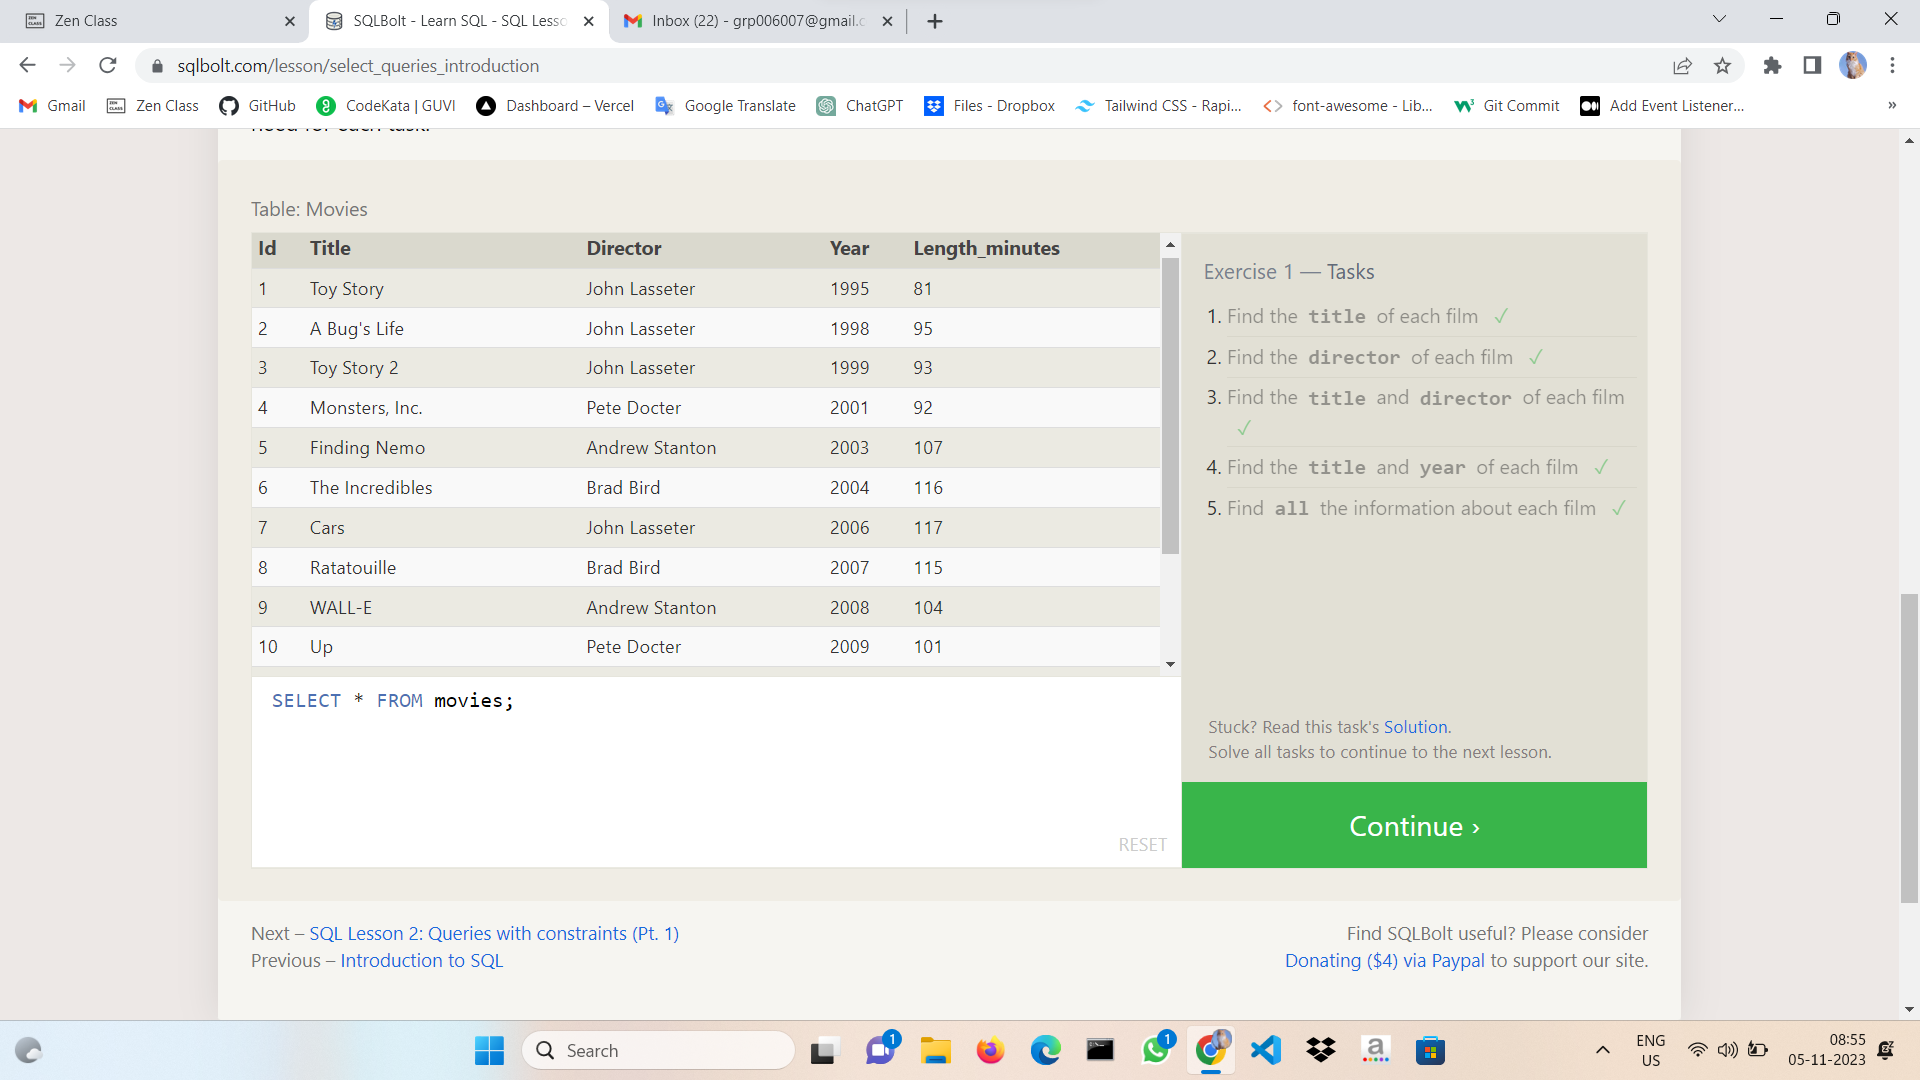 Zen Class
SQLBolt - Learn SQL - SQL Lesso
Inbox (22) - grp006007@gmail.c
sqlbolt.com/lesson/select_queries_introduction
Gmail
Zen Class
GitHub
CodeKata | GUVI
Dashboard – Vercel
Google Translate
ChatGPT
Files - Dropbox
Tailwind CSS - Rapi...
font-awesome - Lib...
Git Commit
Add Event Listener...
»
need for each task.
Table: Movies
Id Title Director Year Length_minutes
1 Toy Story John Lasseter 1995 81
2 A Bug's Life John Lasseter 1998 95
3 Toy Story 2 John Lasseter 1999 93
4 Monsters, Inc. Pete Docter 2001 92
5 Finding Nemo Andrew Stanton 2003 107
6 The Incredibles Brad Bird 2004 116
7 Cars John Lasseter 2006 117
8 Ratatouille Brad Bird 2007 115
9 WALL-E Andrew Stanton 2008 104
10 Up Pete Docter 2009 101
SELECT * FROM movies;
RESET
Exercise 1 — Tasks
1. Find the title of each film ✓
2. Find the director of each film ✓
3. Find the title and director of each film
✓
4. Find the title and year of each film ✓
5. Find all the information about each film ✓
Stuck? Read this task's Solution.
Solve all tasks to continue to the next lesson.
Continue ›
Next – SQL Lesson 2: Queries with constraints (Pt. 1)
Previous – Introduction to SQL
Find SQLBolt useful? Please consider
Donating ($4) via Paypal to support our site.
Search
1
1
ENG
US
08:55
05-11-2023